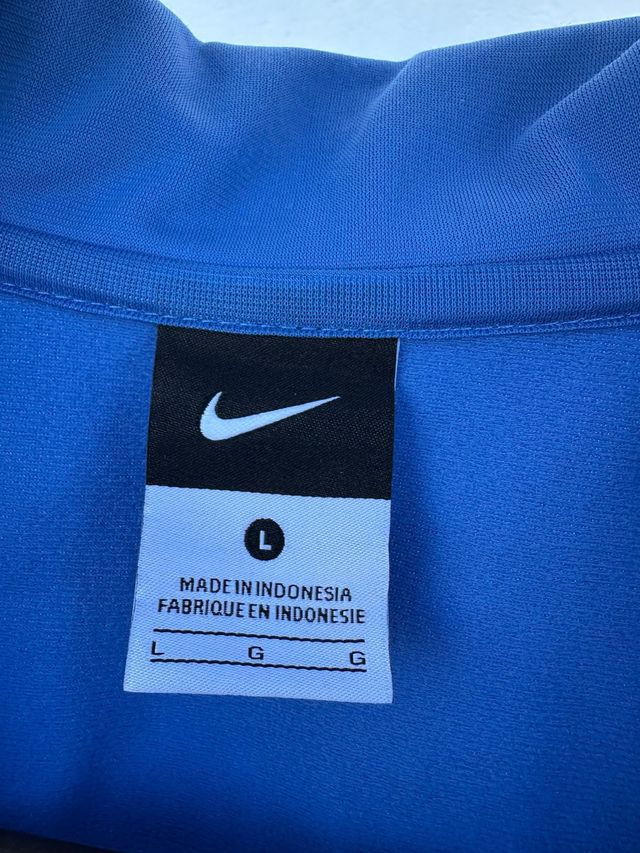 L
MADE IN INDONESIA
FABRIQUE EN INDONESIE
L G G